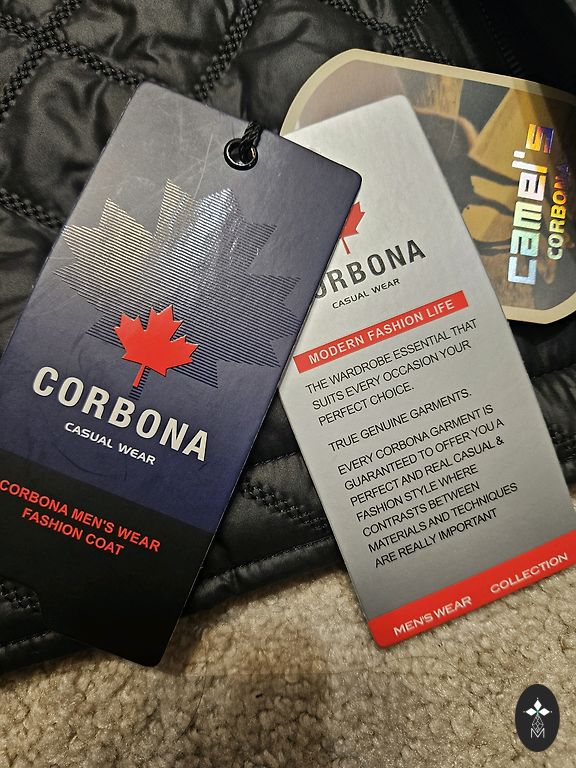 CORBONA
CASUAL WEAR
CORBONA MEN'S WEAR
FASHION COAT
ORBONA
CASUAL WEAR
MODERN FASHION LIFE
THE WARDROBE ESSENTIAL THAT
SUITS EVERY OCCASION YOUR
PERFECT CHOICE.
TRUE GENUINE GARMENTS.
EVERY CORBONA GARMENT IS
GUARANTEED TO OFFER YOU A
PERFECT AND REAL CASUAL &
FASHION STYLE WHERE
CONTRASTS BETWEEN
MATERIALS AND TECHNIQUES
ARE REALLY IMPORTANT
MEN'S WEAR COLLECTION
camel's
CORBONA
M